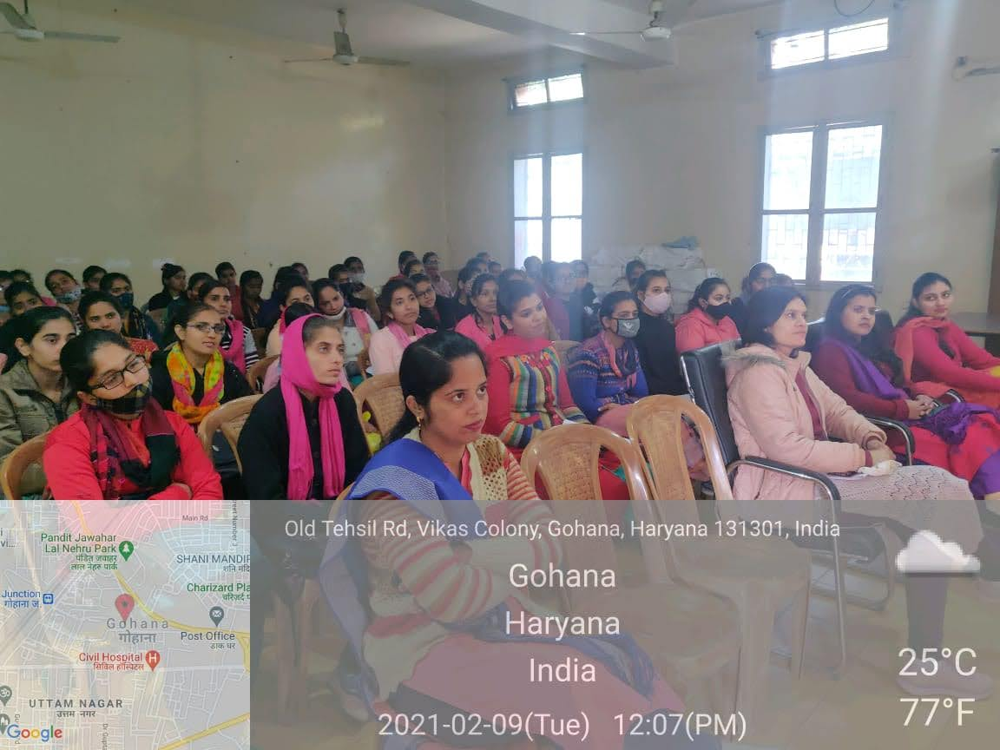 Main Rd
Pandit Jawahar
Lal Nehru Park
पंडित जवाहर
लाल नेहरु पार्क
SHANI MANDIR
शनि मंदि
Junction
गोहाना ज.
Charizard Pla
चरिजर्द
Gohana
गोहाना
Post Office
डाक घर
Civil Hospital
सिविल हॉस्पिटल
UTTAM NAGAR
उत्तम नगर
Google
Old Tehsil Rd, Vikas Colony, Gohana, Haryana 131301, India
Gohana
Haryana
India
2021-02-09(Tue) 12:07(PM)
25°C
77°F